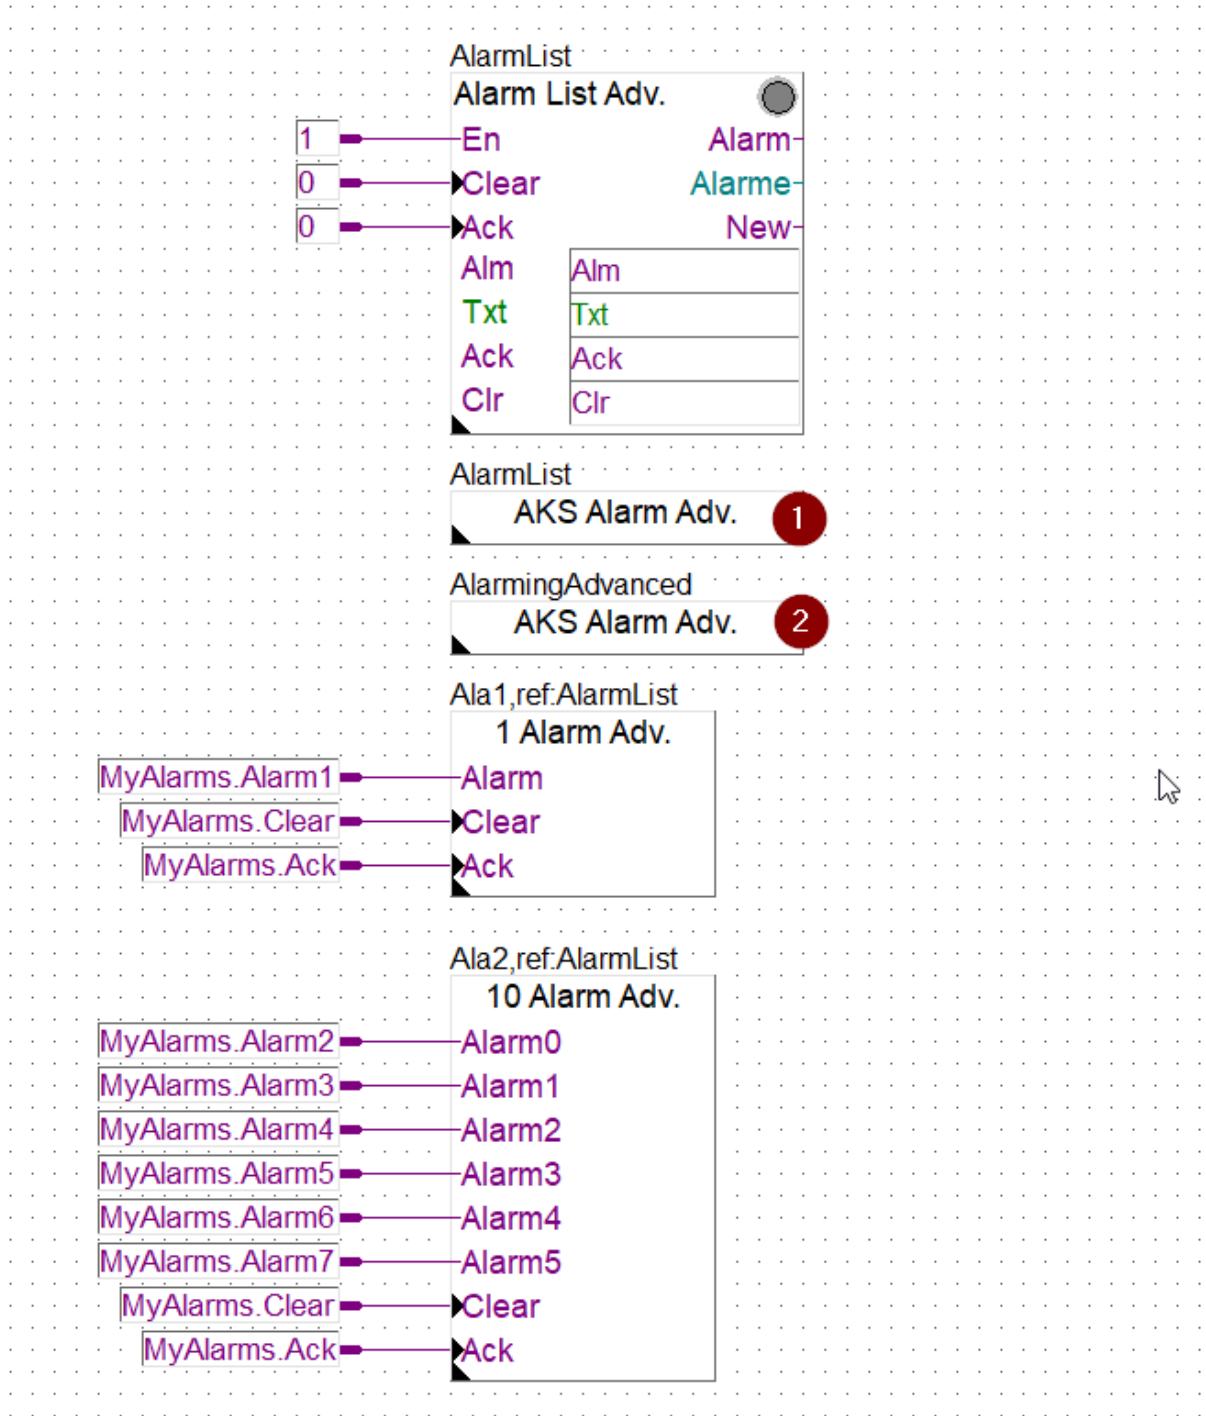 AlarmList
Alarm List Adv.
1 En Alarm
0 Clear Alarme
0 Ack New
Alm Alm
Txt Txt
Ack Ack
Clr Clr
AlarmList
AKS Alarm Adv. 1
AlarmingAdvanced
AKS Alarm Adv. 2
Ala1,ref:AlarmList
1 Alarm Adv.
MyAlarms.Alarm1 Alarm
MyAlarms.Clear Clear
MyAlarms.Ack Ack
Ala2,ref:AlarmList
10 Alarm Adv.
MyAlarms.Alarm2 Alarm0
MyAlarms.Alarm3 Alarm1
MyAlarms.Alarm4 Alarm2
MyAlarms.Alarm5 Alarm3
MyAlarms.Alarm6 Alarm4
MyAlarms.Alarm7 Alarm5
MyAlarms.Clear Clear
MyAlarms.Ack Ack